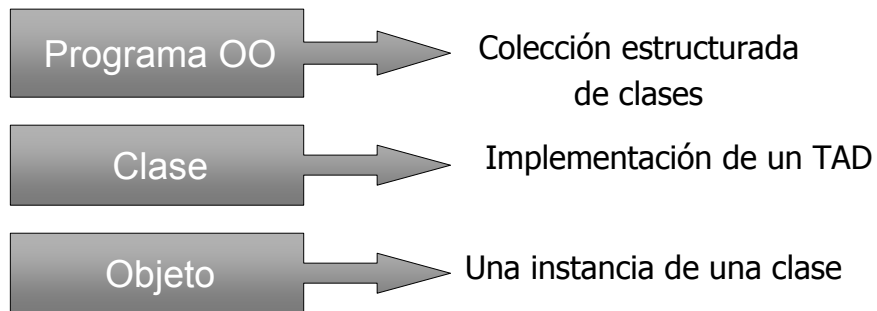 Programa OO
Colección estructurada
de clases
Clase
Implementación de un TAD
Objeto
Una instancia de una clase